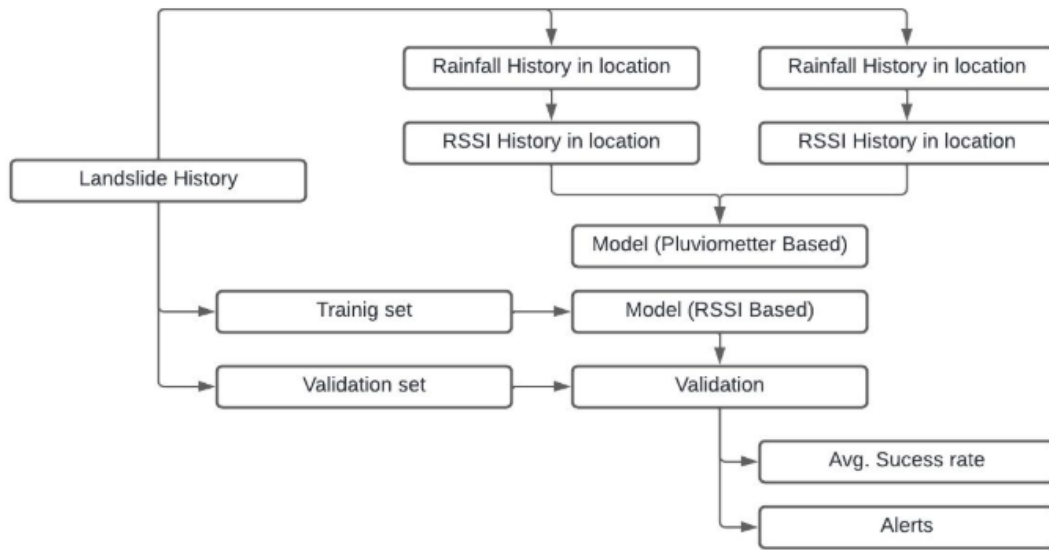 Rainfall History in location
Rainfall History in location
RSSI History in location
RSSI History in location
Landslide History
Model (Pluviometter Based)
Trainig set
Model (RSSI Based)
Validation set
Validation
Avg. Sucess rate
Alerts